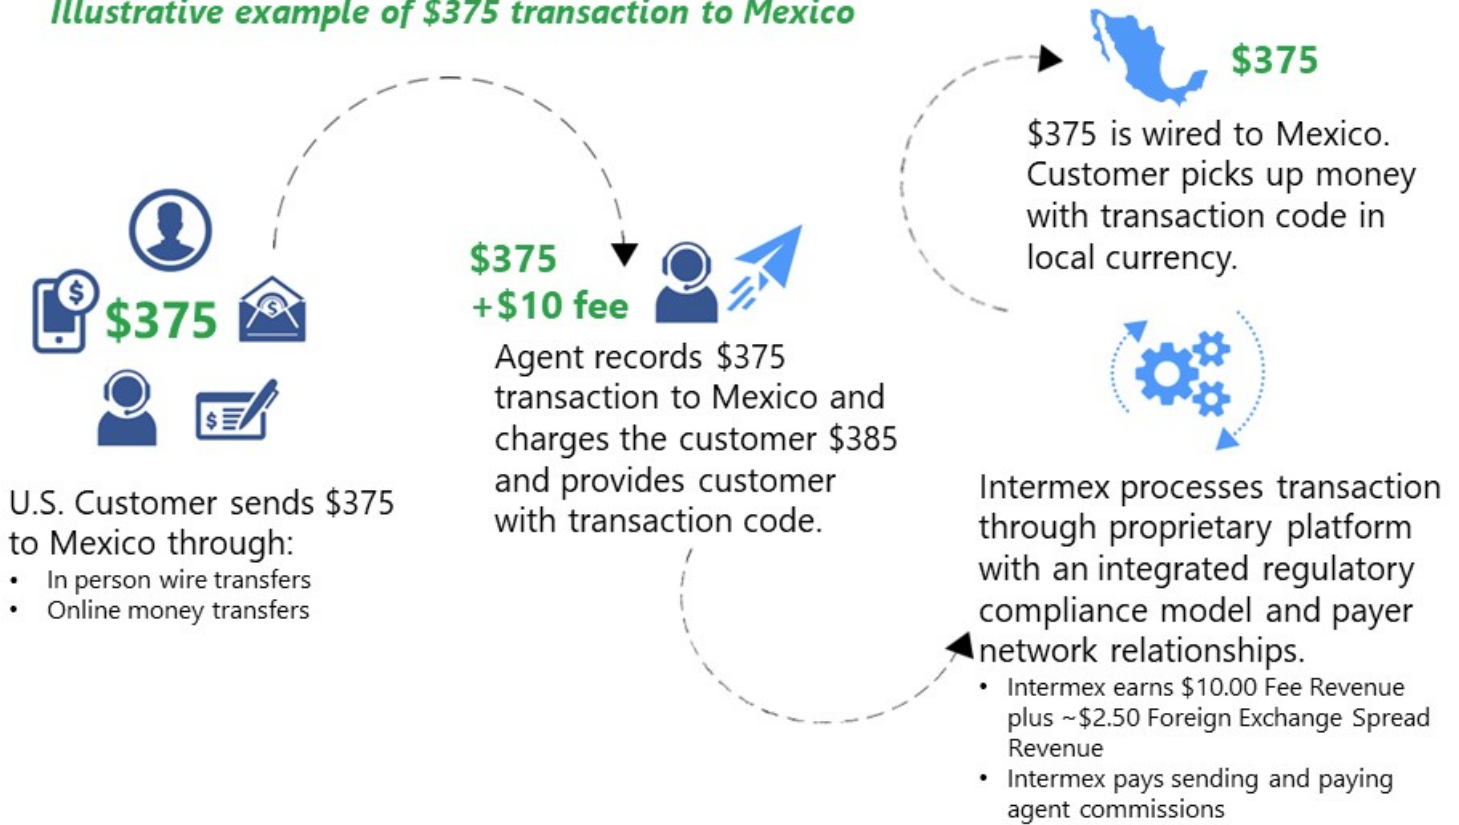 Illustrative example of $375 transaction to Mexico
$375
U.S. Customer sends $375
to Mexico through:
• In person wire transfers
• Online money transfers
$375
+$10 fee
Agent records $375
transaction to Mexico and
charges the customer $385
and provides customer
with transaction code.
Intermex processes transaction
through proprietary platform
with an integrated regulatory
compliance model and payer
network relationships.
• Intermex earns $10.00 Fee Revenue
plus ~$2.50 Foreign Exchange Spread
Revenue
• Intermex pays sending and paying
agent commissions
$375
$375 is wired to Mexico.
Customer picks up money
with transaction code in
local currency.